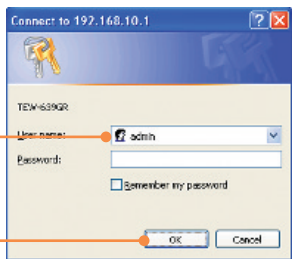 Connect to 192.168.10.1
TEW-639GR
User name:
admin
Password:
Remember my password
OK
Cancel